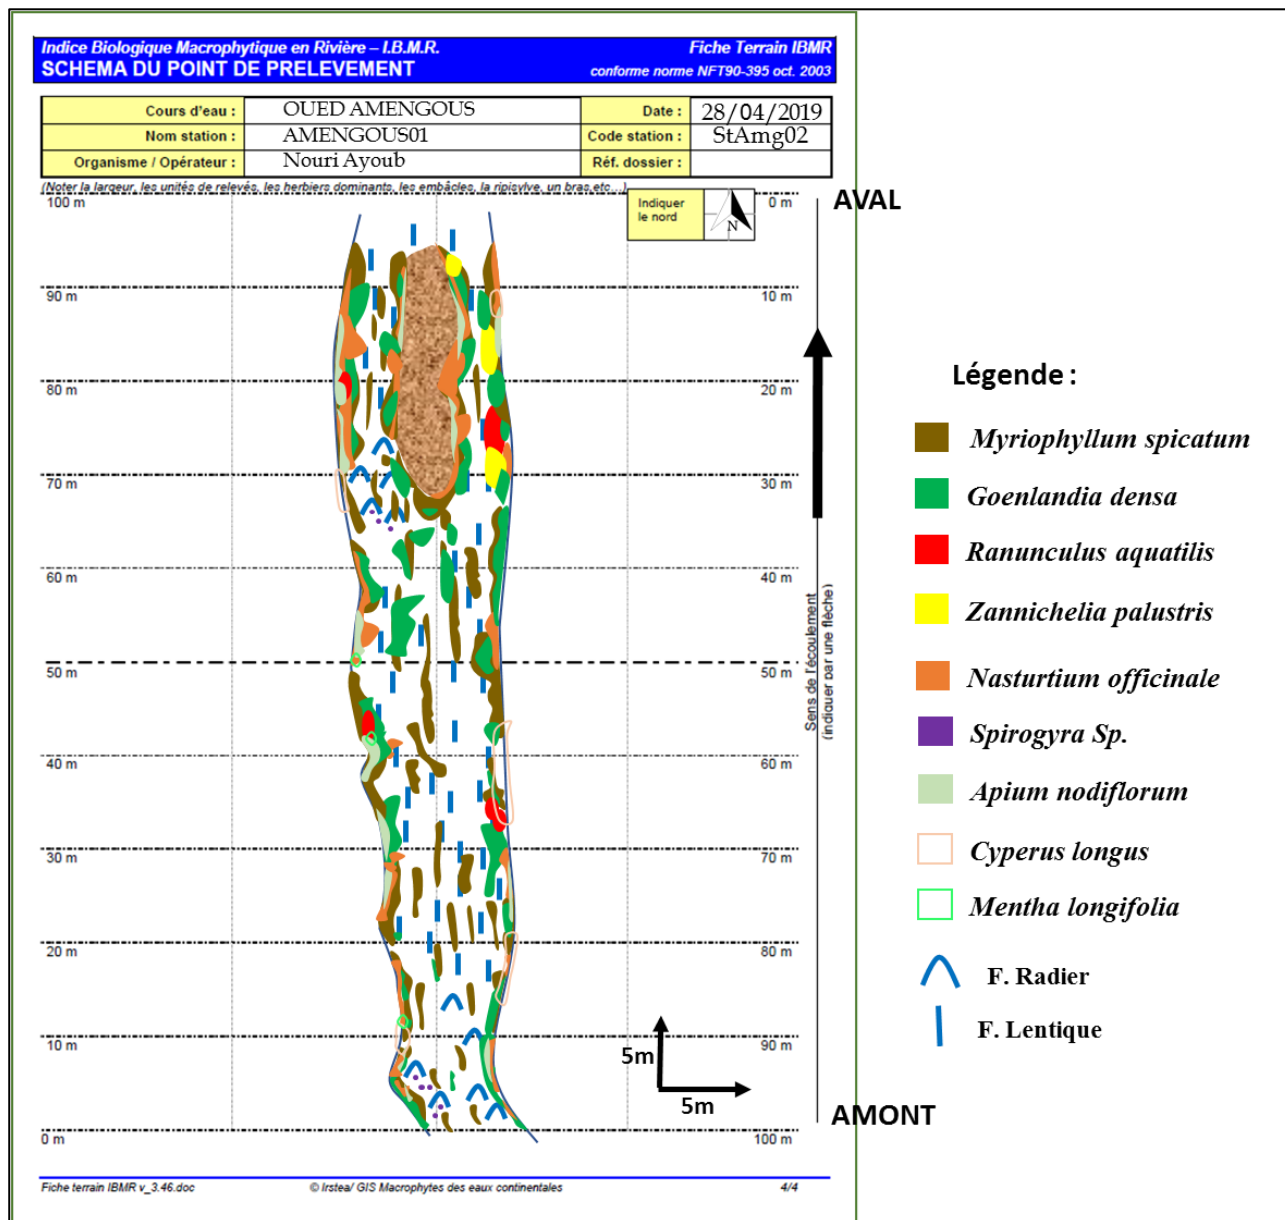 Indice Biologique Macrophytique en Rivière – I.B.M.R. Fiche Terrain IBMR
SCHEMA DU POINT DE PRELEVEMENT conforme norme NFT90-395 oct. 2003
Cours d'eau : OUED AMENGOUS Date : 28/04/2019
Nom station : AMENGOUS01 Code station : StAmg02
Organisme / Opérateur : Nouri Ayoub Réf. dossier :
(Noter la largeur, les unités de relevés, les herbiers dominants, les embâcles, la ripisylve, un bras,etc…)
100 m 0 m AVAL
Indiquer
le nord
N
90 m 10 m
80 m 20 m
70 m 30 m
60 m 40 m
50 m 50 m
40 m 60 m
30 m 70 m
20 m 80 m
10 m 90 m
0 m 100 m
Sens de l'écoulement
(indiquer par une flèche)
5m
5m
AMONT
Légende :
Myriophyllum spicatum
Goenlandia densa
Ranunculus aquatilis
Zannichelia palustris
Nasturtium officinale
Spirogyra Sp.
Apium nodiflorum
Cyperus longus
Mentha longifolia
F. Radier
F. Lentique
Fiche terrain IBMR v_3.46.doc © Irstea/ GIS Macrophytes des eaux continentales 4/4